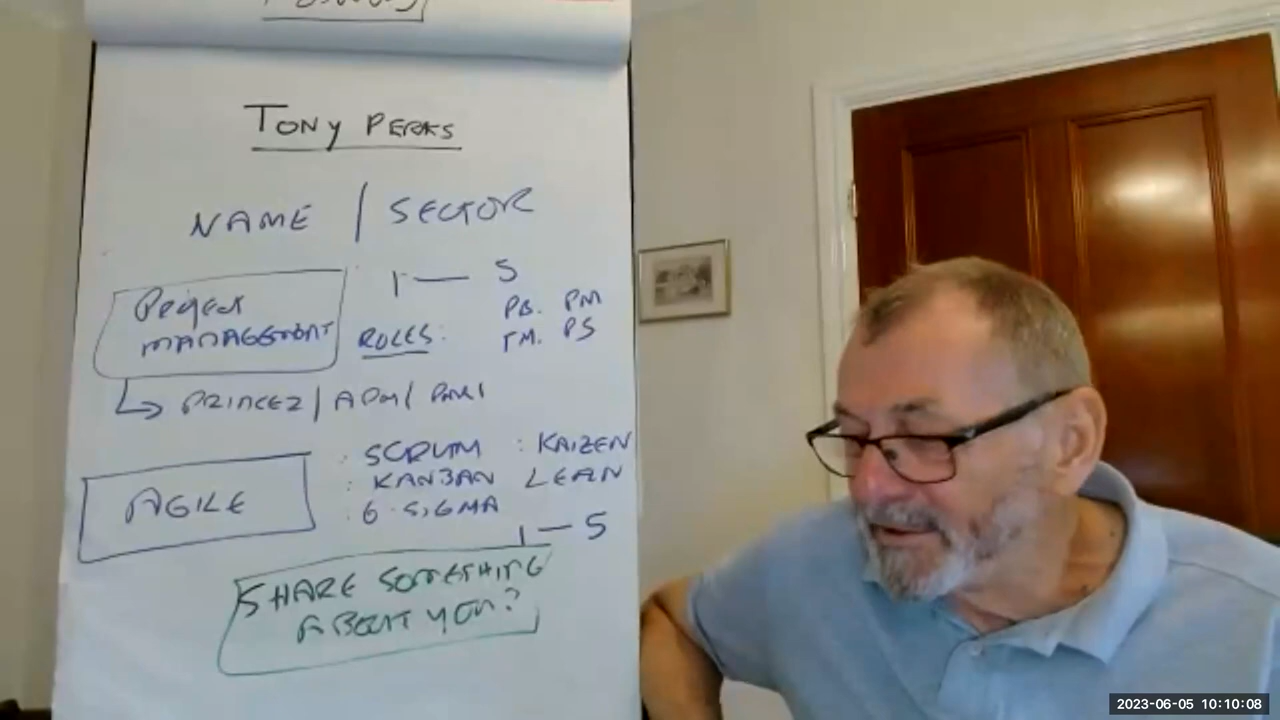 TONY PERKS
NAME / SECTOR
1 — 5
Project
MANAGEMENT
ROLES: PB. PM
TM. PS
↳ PRINCE2 / APM / PMI
AGILE
: SCRUM : KAIZEN
: KANBAN LEAN
: 6 SIGMA
1 — 5
SHARE SOMETHING
ABOUT YOU?
2023-06-05 10:10:08